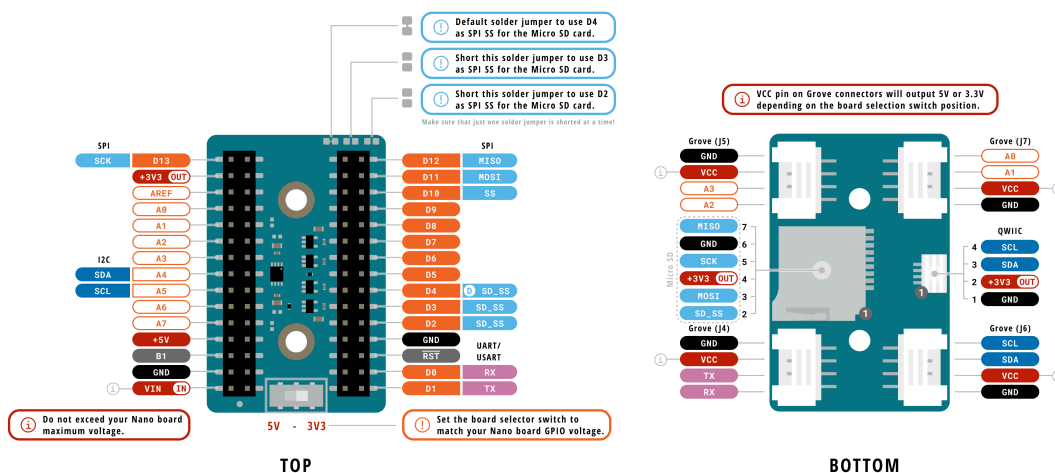 Default solder jumper to use D4
as SPI SS for the Micro SD card.
Short this solder jumper to use D3
as SPI SS for the Micro SD card.
Short this solder jumper to use D2
as SPI SS for the Micro SD card.
Make sure that just one solder jumper is shorted at a time!
SPI
SCK D13
+3V3 OUT
AREF
A0
A1
A2
A3
I2C
SDA A4
SCL A5
A6
A7
+5V
B1
GND
VIN IN
SPI
D12 MISO
D11 MOSI
D10 SS
D9
D8
D7
D6
D5
D4 D SD_SS
D3 SD_SS
D2 SD_SS
GND
UART/
USART
RST
D0 RX
D1 TX
Do not exceed your Nano board
maximum voltage.
5V - 3V3
Set the board selector switch to
match your Nano board GPIO voltage.
TOP
VCC pin on Grove connectors will output 5V or 3.3V
depending on the board selection switch position.
Grove (J5)
GND
VCC
A3
A2
Micro SD
MISO 7
GND 6
SCK 5
+3V3 OUT 4
MOSI 3
SD_SS 2
1
Grove (J4)
GND
VCC
TX
RX
Grove (J7)
A0
A1
VCC
GND
QWIIC
4 SCL
3 SDA
2 +3V3 OUT
1 GND
1
Grove (J6)
SCL
SDA
VCC
GND
BOTTOM